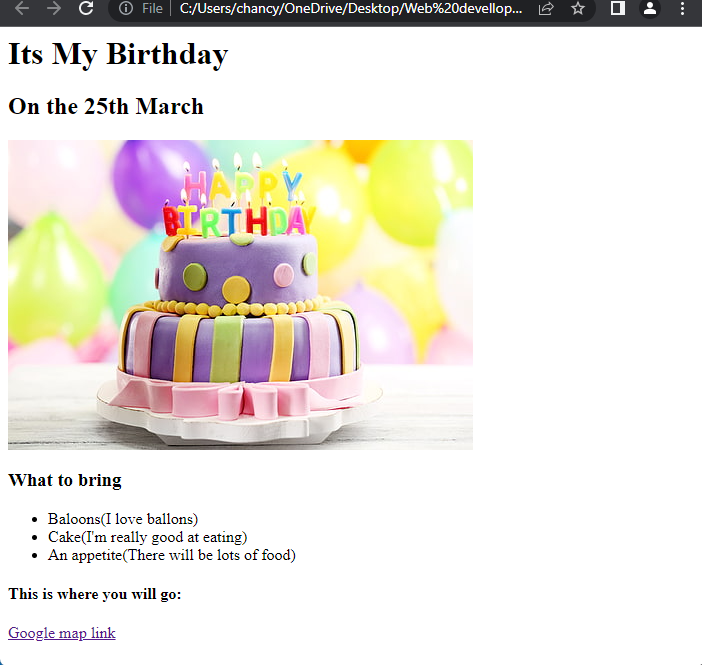 File
C:/Users/chancy/OneDrive/Desktop/Web%20devellop...
Its My Birthday
On the 25th March
HAPPY
BIRTHDAY
What to bring
Baloons(I love ballons)
Cake(I'm really good at eating)
An appetite(There will be lots of food)
This is where you will go:
Google map link